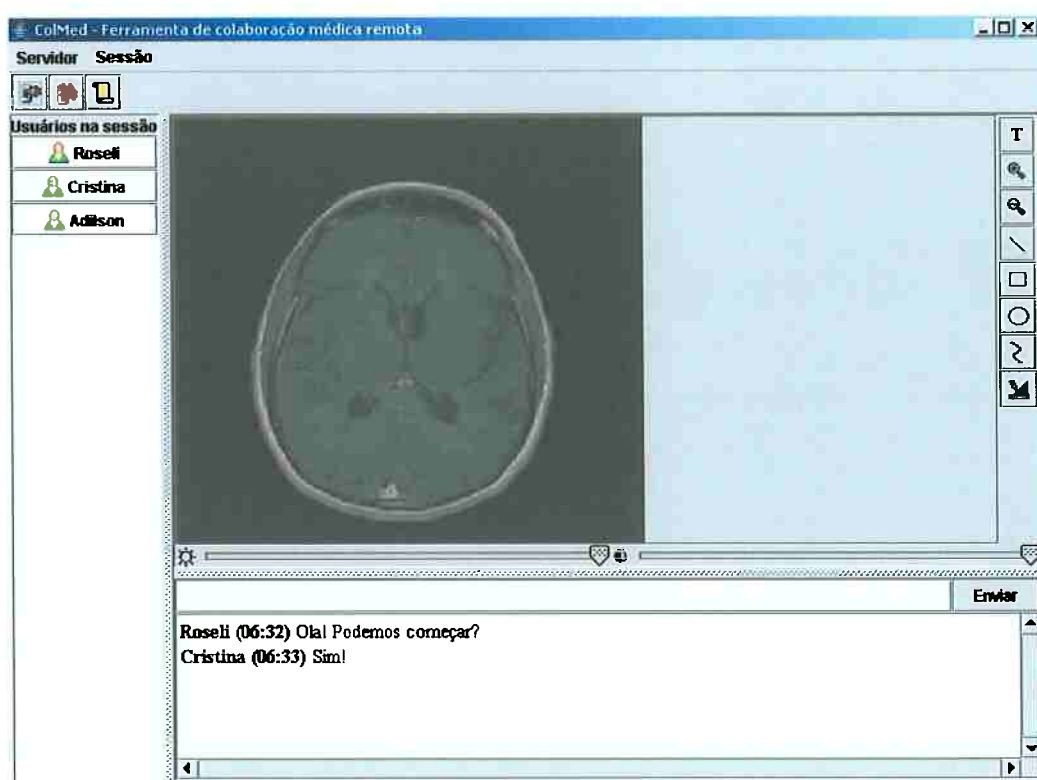 ColMed - Ferramenta de colaboração médica remota
Servidor Sessão
Usuários na sessão
Roseli
Cristina
Adilson
T
Enviar
Roseli (06:32) Ola! Podemos começar?
Cristina (06:33) Sim!